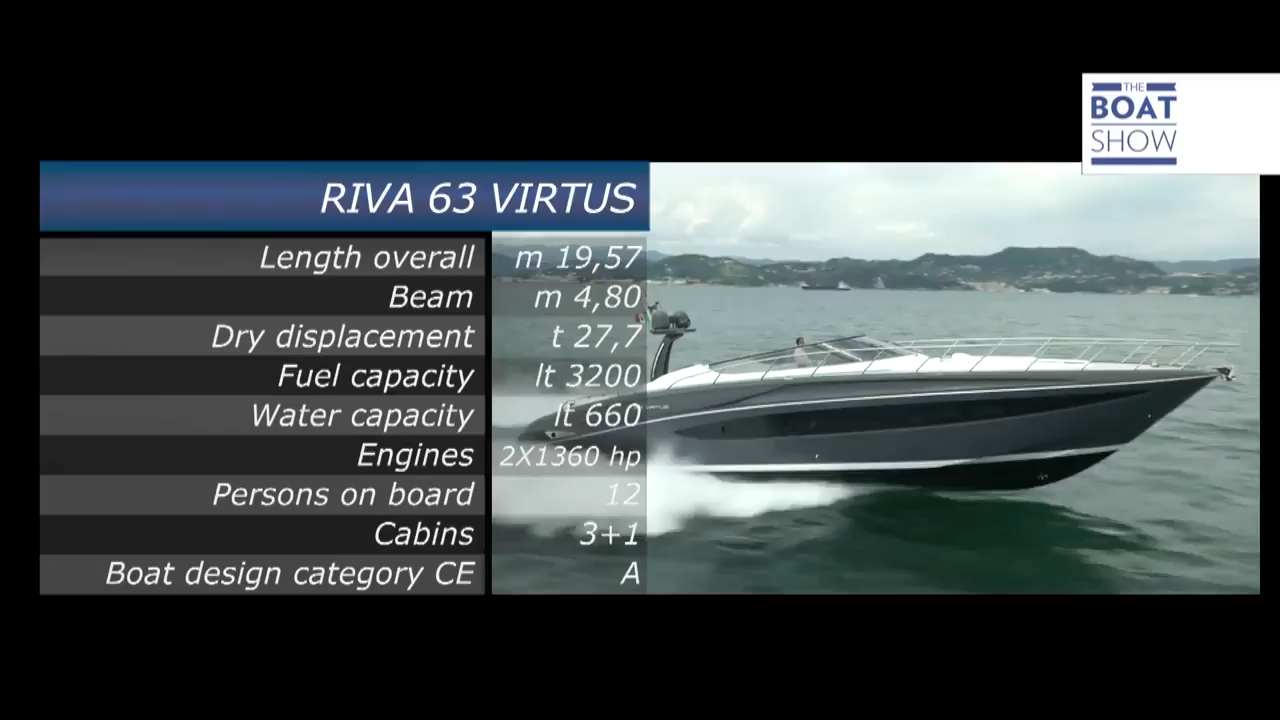 THE
BOAT
SHOW
RIVA 63 VIRTUS
Length overall m 19,57
Beam m 4,80
Dry displacement t 27,7
Fuel capacity lt 3200
Water capacity lt 660
Engines 2X1360 hp
Persons on board 12
Cabins 3+1
Boat design category CE A